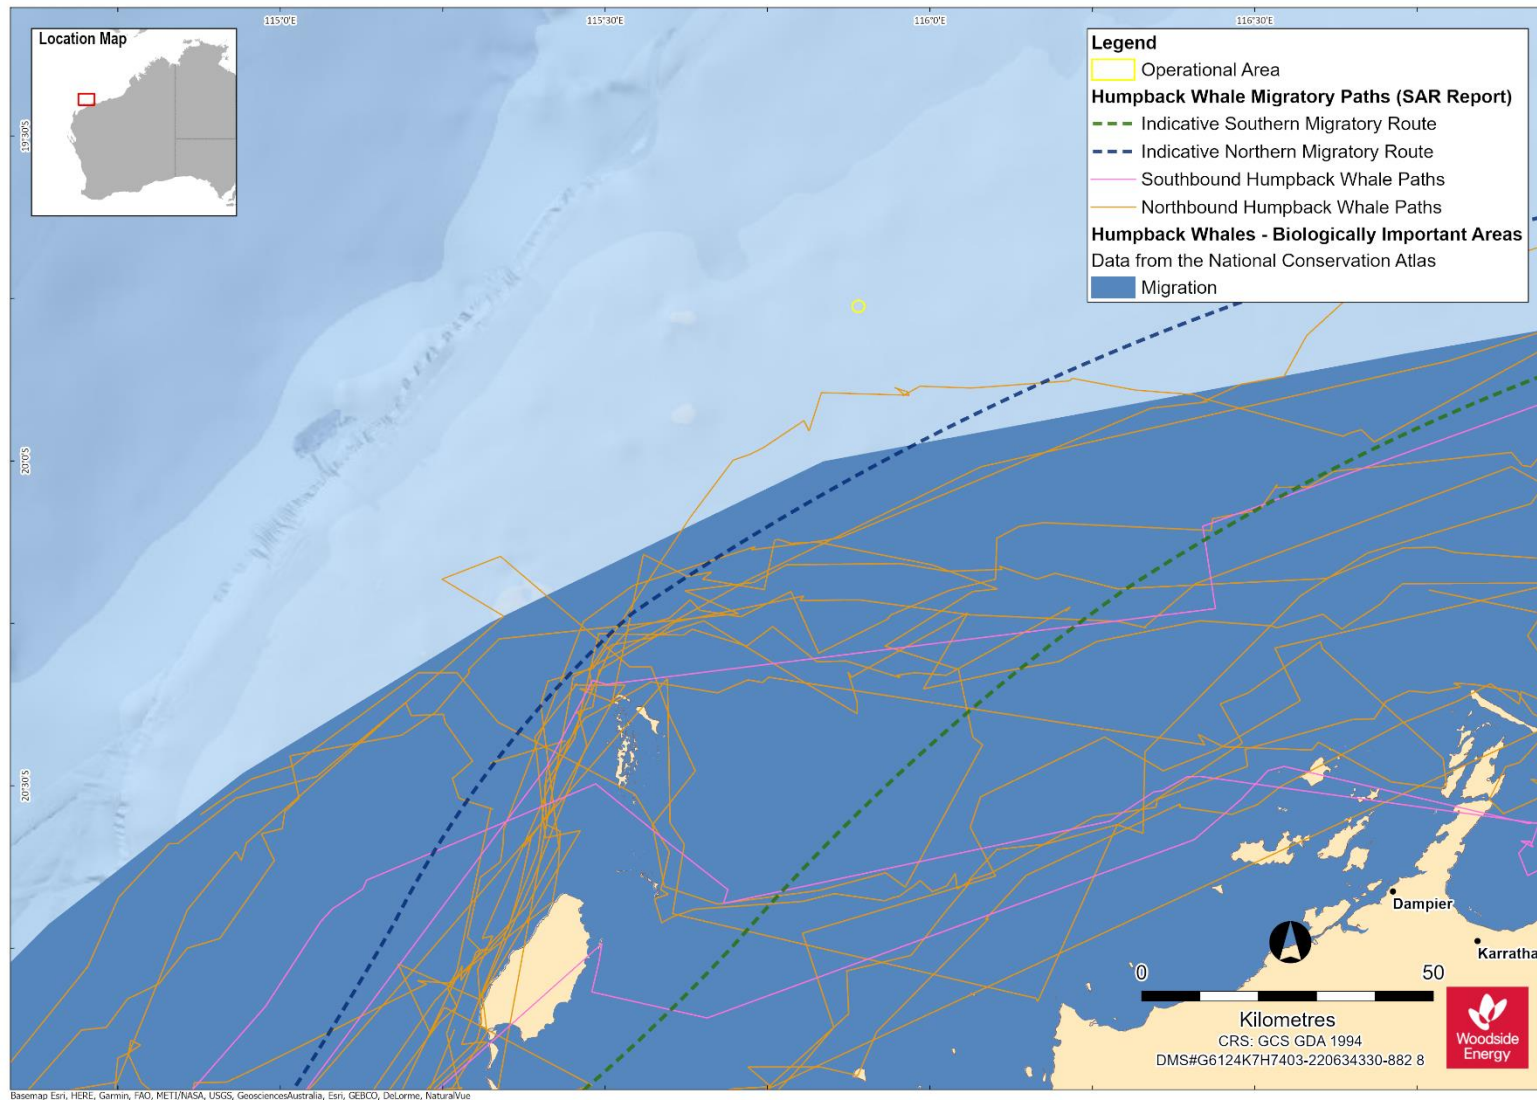 115°0'E
115°30'E
116°0'E
116°30'E
Location Map
19°30'S
20°0'S
20°30'S
Legend
Operational Area
Humpback Whale Migratory Paths (SAR Report)
Indicative Southern Migratory Route
Indicative Northern Migratory Route
Southbound Humpback Whale Paths
Northbound Humpback Whale Paths
Humpback Whales - Biologically Important Areas
Data from the National Conservation Atlas
Migration
Dampier
Karratha
0 50
Kilometres
CRS: GCS GDA 1994
DMS#G6124K7H7403-220634330-882 8
Woodside
Energy
Basemap Esri, HERE, Garmin, FAO, METI/NASA, USGS, GeosciencesAustralia, Esri, GEBCO, DeLorme, NaturalVue